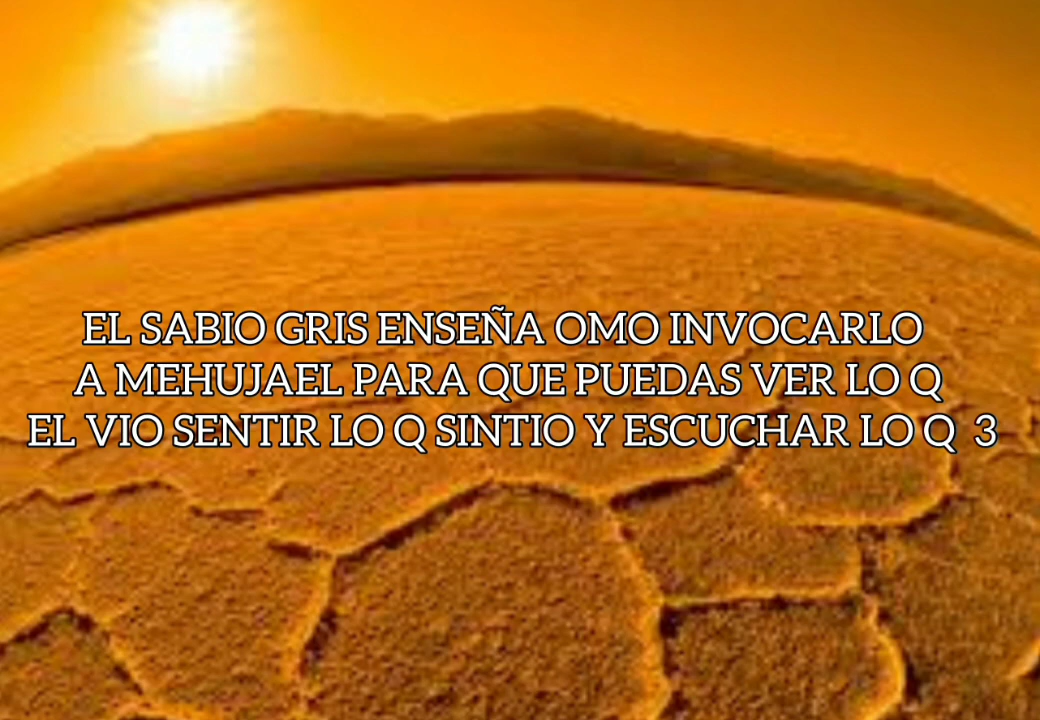 EL SABIO GRIS ENSEÑA OMO INVOCARLO
A MEHUJAEL PARA QUE PUEDAS VER LO Q
EL VIO SENTIR LO Q SINTIO Y ESCUCHAR LO Q 3